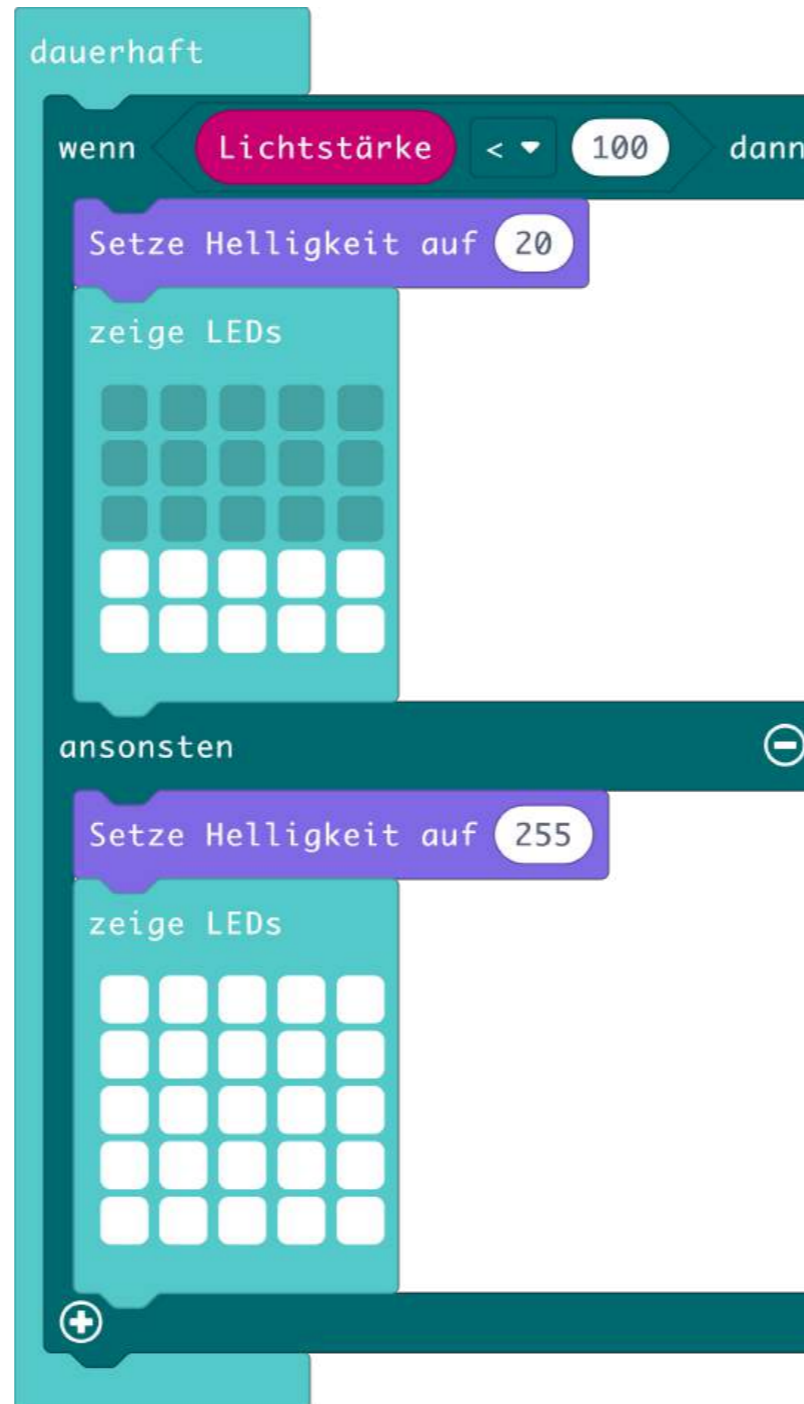 dauerhaft
wenn Lichtstärke < 100 dann
Setze Helligkeit auf 20
zeige LEDs
ansonsten
Setze Helligkeit auf 255
zeige LEDs